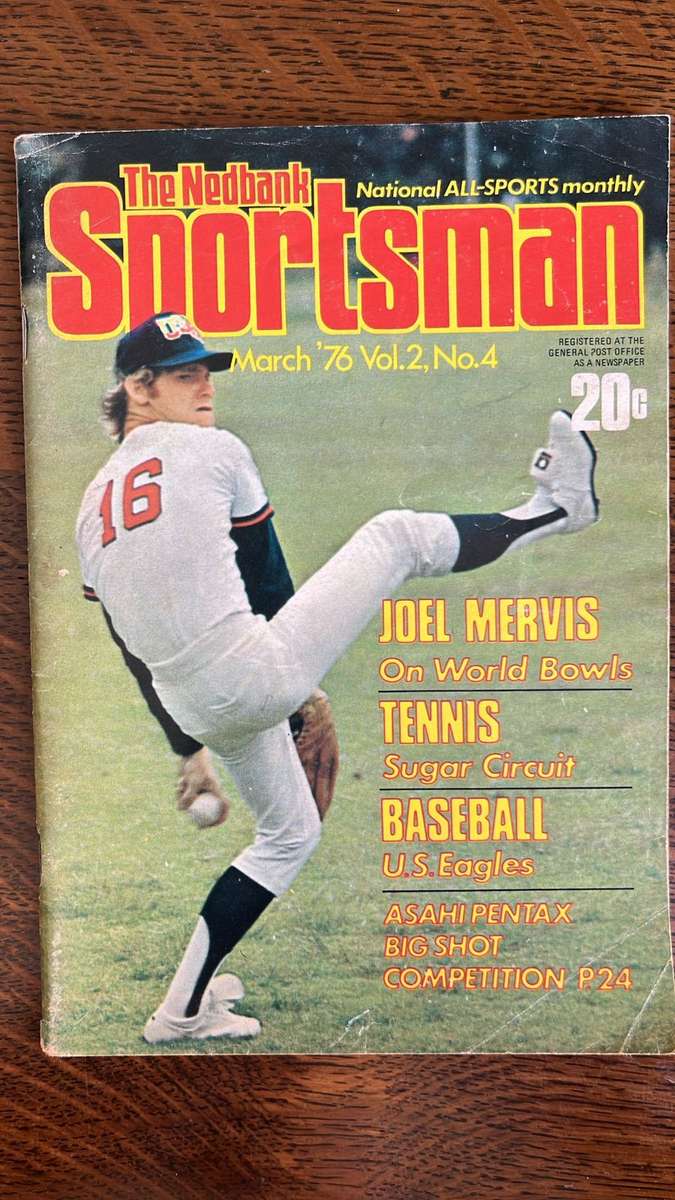 The Nedbank
National ALL-SPORTS monthly
Sportsman
March '76 Vol.2, No.4
REGISTERED AT THE
GENERAL POST OFFICE
AS A NEWSPAPER
20c
16
JOEL MERVIS
On World Bowls
TENNIS
Sugar Circuit
BASEBALL
U.S.Eagles
ASAHI PENTAX
BIG SHOT
COMPETITION P.24